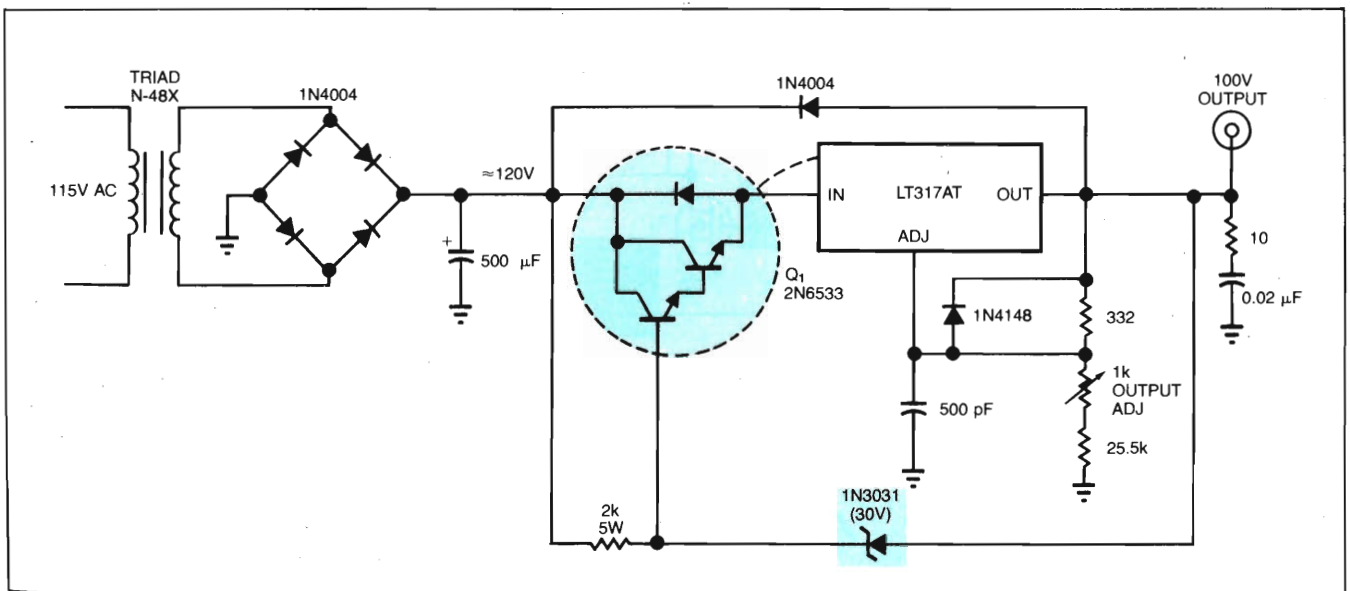 TRIAD
N-48X
1N4004
115V AC
500 μF
+
≈120V
1N4004
Q1
2N6533
IN
LT317AT
OUT
ADJ
100V
OUTPUT
10
0.02 μF
1N4148
332
1k
OUTPUT
ADJ
500 pF
25.5k
2k
5W
1N3031
(30V)